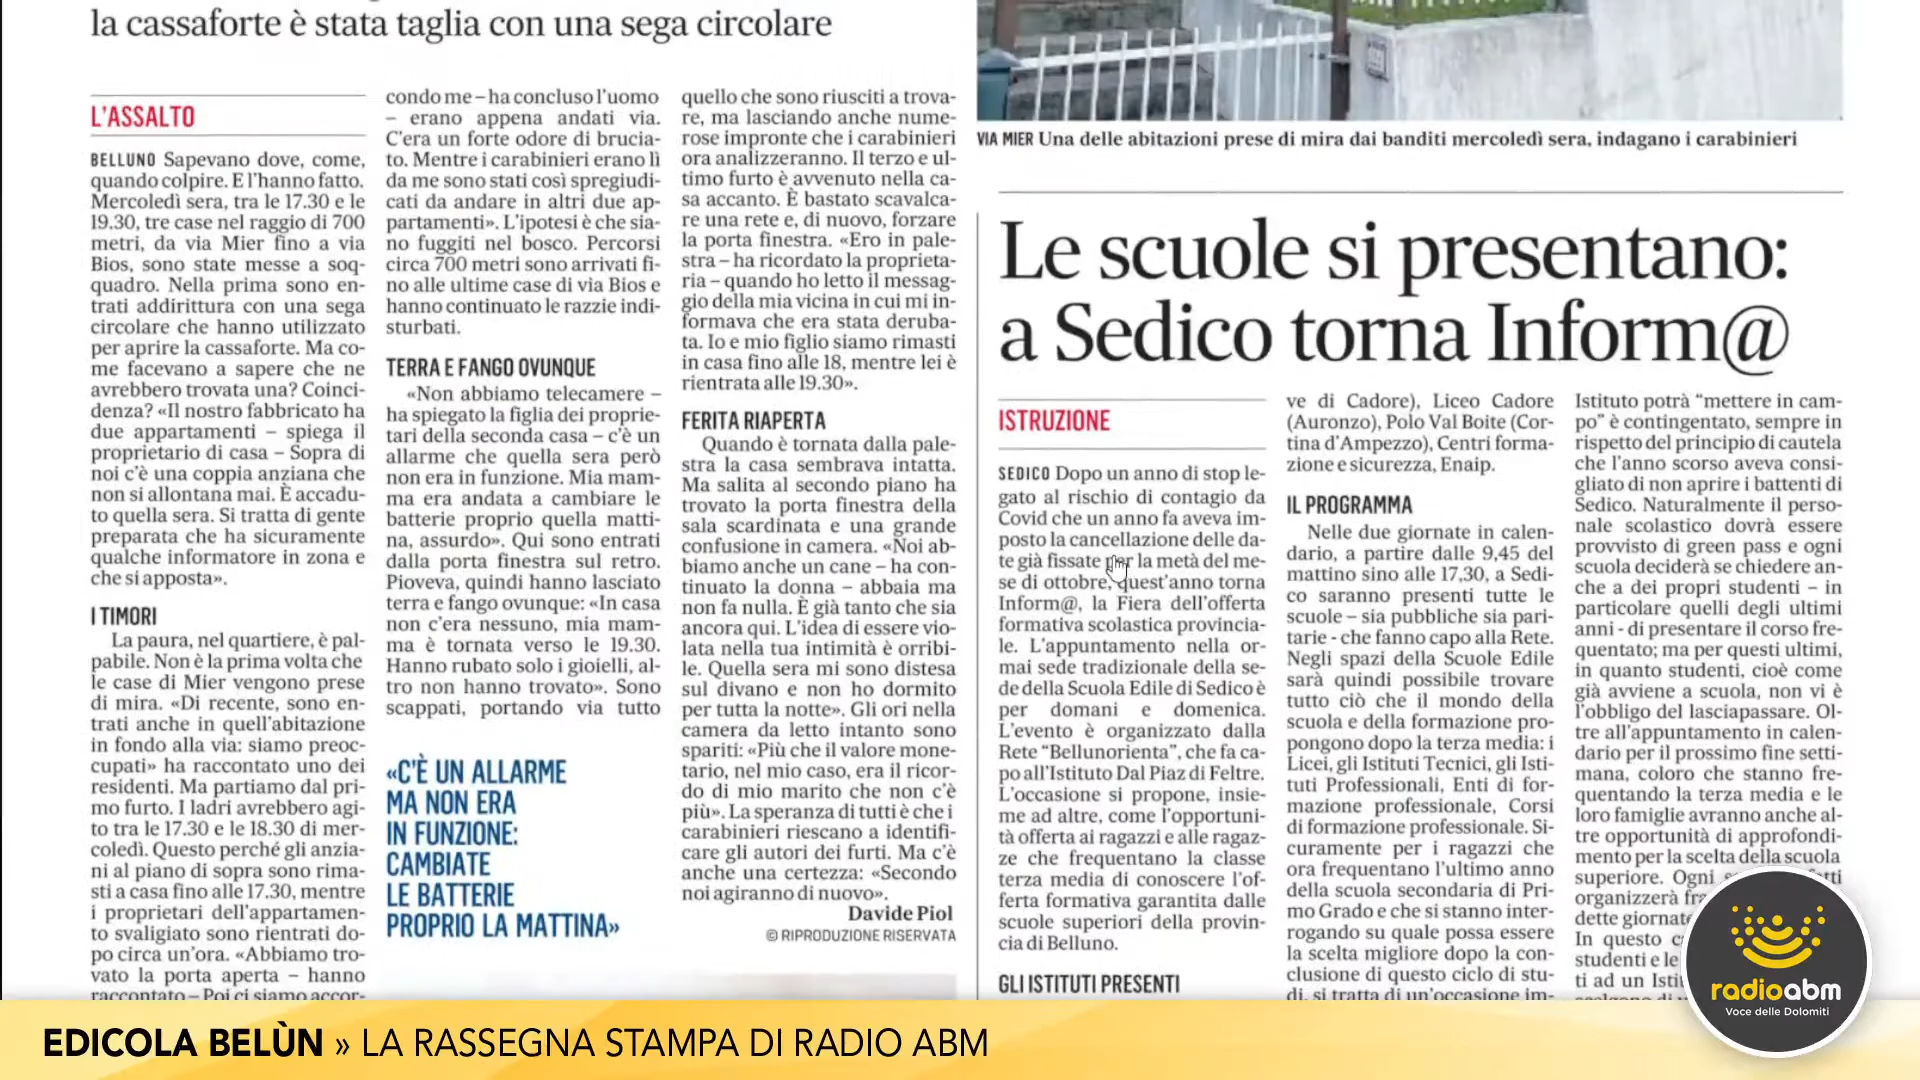 la cassaforte è stata taglia con una sega circolare
L'ASSALTO
BELLUNO Sapevano dove, come,
quando colpire. E l'hanno fatto.
Mercoledì sera, tra le 17.30 e le
19.30, tre case nel raggio di 700
metri, da via Mier fino a via
Bios, sono state messe a soq-
quadro. Nella prima sono en-
trati addirittura con una sega
circolare che hanno utilizzato
per aprire la cassaforte. Ma co-
me facevano a sapere che ne
avrebbero trovata una? Coinci-
denza? «Il nostro fabbricato ha
due appartamenti – spiega il
proprietario di casa – Sopra di
noi c'è una coppia anziana che
non si allontana mai. È accadu-
to quella sera. Si tratta di gente
preparata che ha sicuramente
qualche informatore in zona e
che si apposta».
I TIMORI
La paura, nel quartiere, è pal-
pabile. Non è la prima volta che
le case di Mier vengono prese
di mira. «Di recente, sono en-
trati anche in quell'abitazione
in fondo alla via: siamo preoc-
cupati» ha raccontato uno dei
residenti. Ma partiamo dal pri-
mo furto. I ladri avrebbero agi-
to tra le 17.30 e le 18.30 di mer-
coledì. Questo perché gli anzia-
ni al piano di sopra sono rima-
sti a casa fino alle 17.30, mentre
i proprietari dell'appartamen-
to svaligiato sono rientrati do-
po circa un'ora. «Abbiamo tro-
vato la porta aperta – hanno
raccontato – Poi ci siamo accor-
condo me – ha concluso l'uomo
– erano appena andati via.
C'era un forte odore di brucia-
to. Mentre i carabinieri erano lì
da me sono stati così spregiudi-
cati da andare in altri due ap-
partamenti». L'ipotesi è che sia-
no fuggiti nel bosco. Percorsi
circa 700 metri sono arrivati fi-
no alle ultime case di via Bios e
hanno continuato le razzie indi-
sturbati.
TERRA E FANGO OVUNQUE
«Non abbiamo telecamere –
ha spiegato la figlia dei proprie-
tari della seconda casa – c'è un
allarme che quella sera però
non era in funzione. Mia mam-
ma era andata a cambiare le
batterie proprio quella matti-
na, assurdo». Qui sono entrati
dalla porta finestra sul retro.
Pioveva, quindi hanno lasciato
terra e fango ovunque: «In casa
non c'era nessuno, mia mam-
ma è tornata verso le 19.30.
Hanno rubato solo i gioielli, al-
tro non hanno trovato». Sono
scappati, portando via tutto
«C'È UN ALLARME
MA NON ERA
IN FUNZIONE:
CAMBIATE
LE BATTERIE
PROPRIO LA MATTINA»
quello che sono riusciti a trova-
re, ma lasciando anche nume-
rose impronte che i carabinieri
ora analizzeranno. Il terzo e ul-
timo furto è avvenuto nella ca-
sa accanto. È bastato scavalca-
re una rete e, di nuovo, forzare
la porta finestra. «Ero in pale-
stra – ha ricordato la proprieta-
ria – quando ho letto il messag-
gio della mia vicina in cui mi in-
formava che era stata deruba-
ta. Io e mio figlio siamo rimasti
in casa fino alle 18, mentre lei è
rientrata alle 19.30».
FERITA RIAPERTA
Quando è tornata dalla pale-
stra la casa sembrava intatta.
Ma salita al secondo piano ha
trovato la porta finestra della
sala scardinata e una grande
confusione in camera. «Noi ab-
biamo anche un cane – ha con-
tinuato la donna – abbaia ma
non fa nulla. È già tanto che sia
ancora qui. L'idea di essere vio-
lata nella tua intimità è orribi-
le. Quella sera mi sono distesa
sul divano e non ho dormito
per tutta la notte». Gli ori nella
camera da letto intanto sono
spariti: «Più che il valore mone-
tario, nel mio caso, era il ricor-
do di mio marito che non c'è
più». La speranza di tutti è che i
carabinieri riescano a identifi-
care gli autori dei furti. Ma c'è
anche una certezza: «Secondo
noi agiranno di nuovo».
Davide Piol
© RIPRODUZIONE RISERVATA
VIA MIER Una delle abitazioni prese di mira dai banditi mercoledì sera, indagano i carabinieri
Le scuole si presentano:
a Sedico torna Inform@
ISTRUZIONE
SEDICO Dopo un anno di stop le-
gato al rischio di contagio da
Covid che un anno fa aveva im-
posto la cancellazione delle da-
te già fissate per la metà del me-
se di ottobre, quest'anno torna
Inform@, la Fiera dell'offerta
formativa scolastica provincia-
le. L'appuntamento nella or-
mai sede tradizionale della se-
de della Scuola Edile di Sedico è
per domani e domenica.
L'evento è organizzato dalla
Rete “Bellunorienta”, che fa ca-
po all'Istituto Dal Piaz di Feltre.
L'occasione si propone, insie-
me ad altre, come l'opportuni-
tà offerta ai ragazzi e alle ragaz-
ze che frequentano la classe
terza media di conoscere l'of-
ferta formativa garantita dalle
scuole superiori della provin-
cia di Belluno.
GLI ISTITUTI PRESENTI
ve di Cadore), Liceo Cadore
(Auronzo), Polo Val Boite (Cor-
tina d'Ampezzo), Centri forma-
zione e sicurezza, Enaip.
IL PROGRAMMA
Nelle due giornate in calen-
dario, a partire dalle 9,45 del
mattino sino alle 17,30, a Sedi-
co saranno presenti tutte le
scuole – sia pubbliche sia pari-
tarie - che fanno capo alla Rete.
Negli spazi della Scuole Edile
sarà quindi possibile trovare
tutto ciò che il mondo della
scuola e della formazione pro-
pongono dopo la terza media: i
Licei, gli Istituti Tecnici, gli Isti-
tuti Professionali, Enti di for-
mazione professionale, Corsi
di formazione professionale. Si-
curamente per i ragazzi che
ora frequentano l'ultimo anno
della scuola secondaria di Pri-
mo Grado e che si stanno inter-
rogando su quale possa essere
la scelta migliore dopo la con-
clusione di questo ciclo di stu-
di, si tratta di un'occasione im-
Istituto potrà “mettere in cam-
po” è contingentato, sempre in
rispetto del principio di cautela
che l'anno scorso aveva consi-
gliato di non aprire i battenti di
Sedico. Naturalmente il perso-
nale scolastico dovrà essere
provvisto di green pass e ogni
scuola deciderà se chiedere an-
che a dei propri studenti – in
particolare quelli degli ultimi
anni - di presentare il corso fre-
quentato; ma per questi ultimi,
in quanto studenti, cioè come
già avviene a scuola, non vi è
l'obbligo del lasciapassare. Ol-
tre all'appuntamento in calen-
dario per il prossimo fine setti-
mana, coloro che stanno fre-
quentando la terza media e le
loro famiglie avranno anche al-
tre opportunità di approfondi-
mento per la scelta della scuola
superiore. Ogni
organizzerà
dette giornate
In questo
studenti e le
ti ad un
radioabm
Voce delle Dolomiti
EDICOLA BELÙN » LA RASSEGNA STAMPA DI RADIO ABM